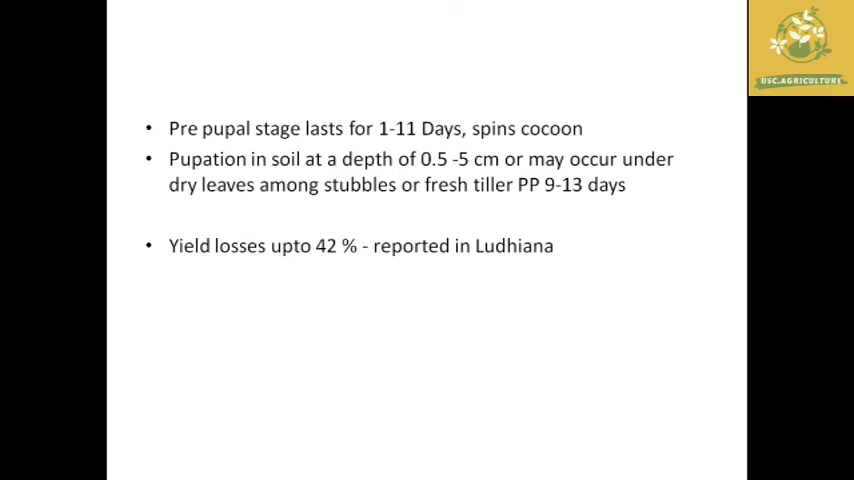 • Pre pupal stage lasts for 1-11 Days, spins cocoon
• Pupation in soil at a depth of 0.5 -5 cm or may occur under
dry leaves among stubbles or fresh tiller PP 9-13 days
• Yield losses upto 42 % - reported in Ludhiana
DSC.AGRICULTURE